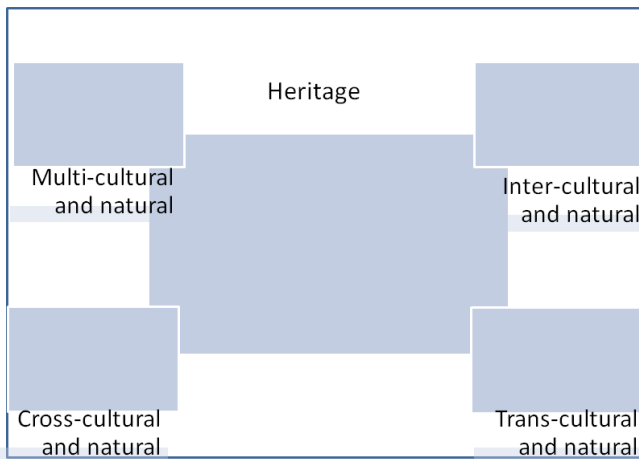 Heritage
Multi-cultural
and natural
Inter-cultural
and natural
Cross-cultural
and natural
Trans-cultural
and natural